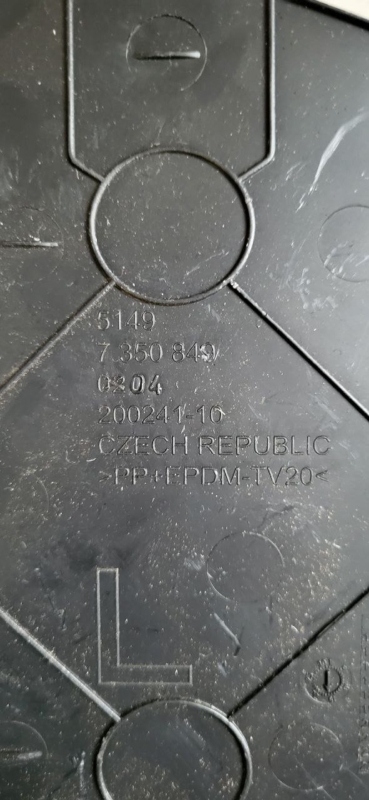 5149
7 350 849
0304
200241-10
CZECH REPUBLIC
>PP+EPDM-TV20<
L